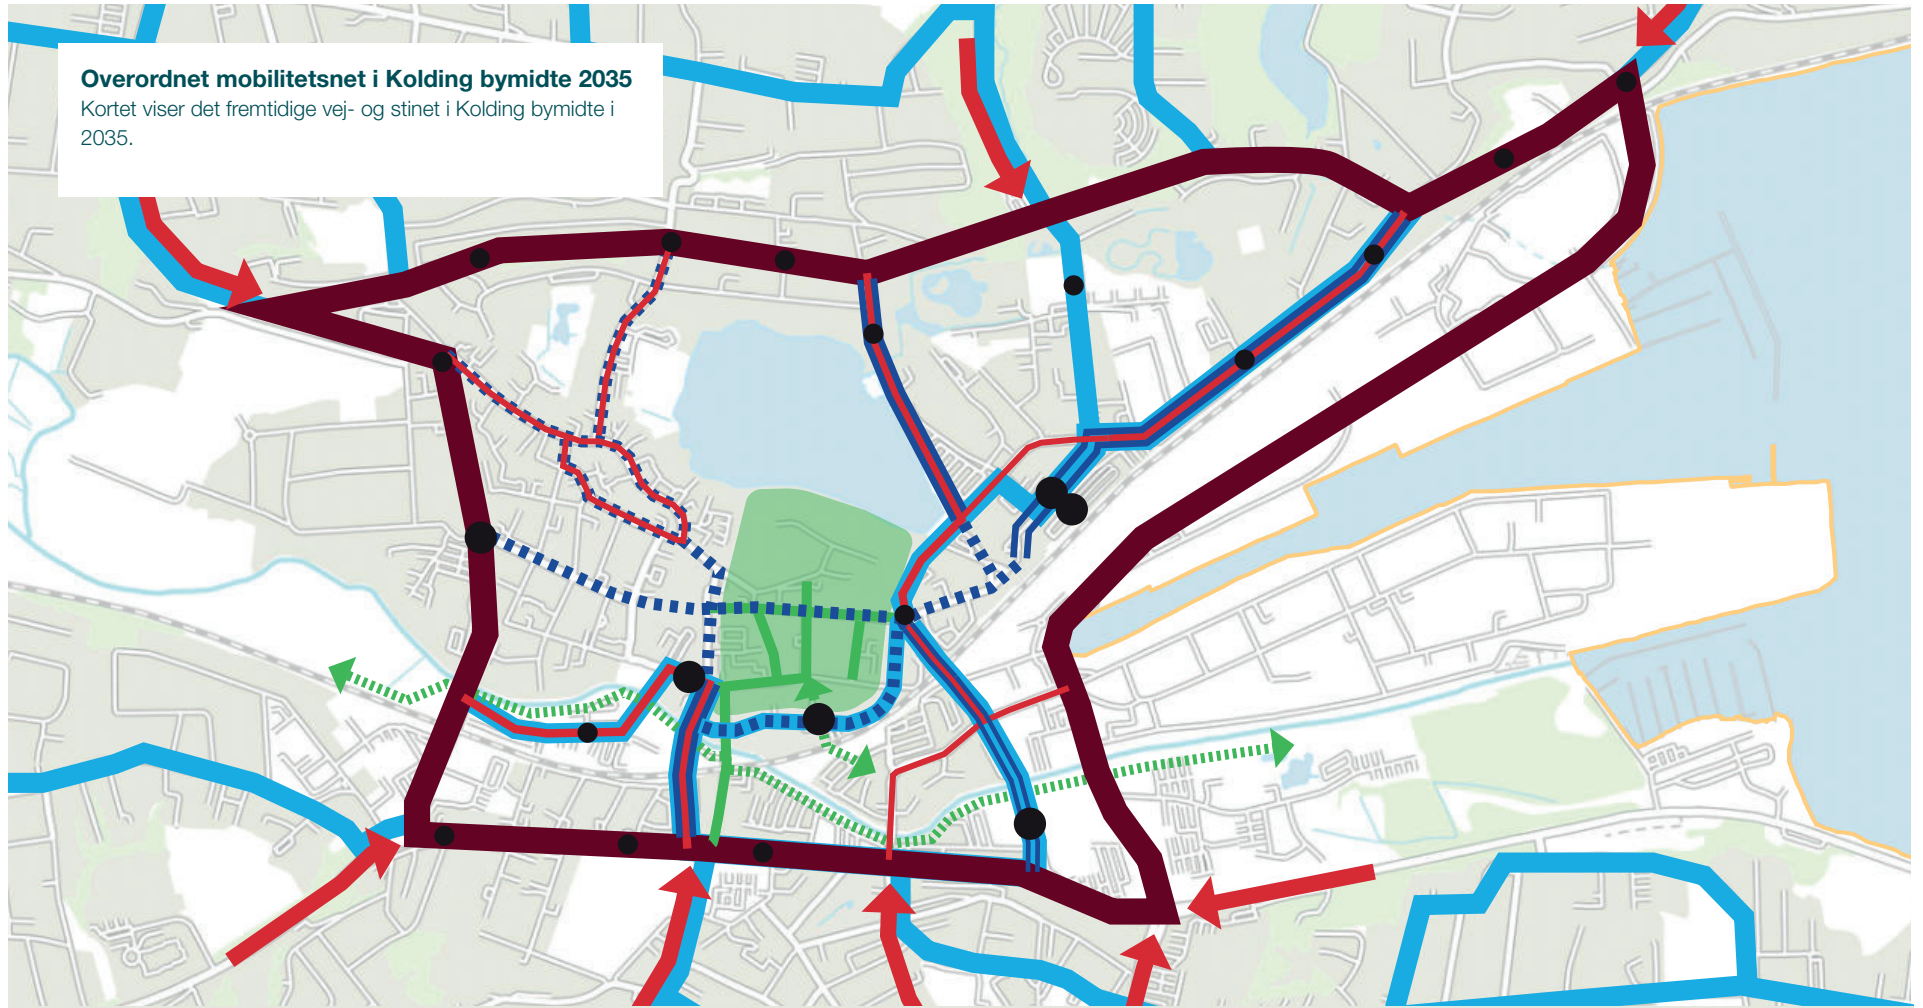 Overordnet mobilitetsnet i Kolding bymidte 2035
Kortet viser det fremtidige vej- og stinet i Kolding bymidte i
2035.